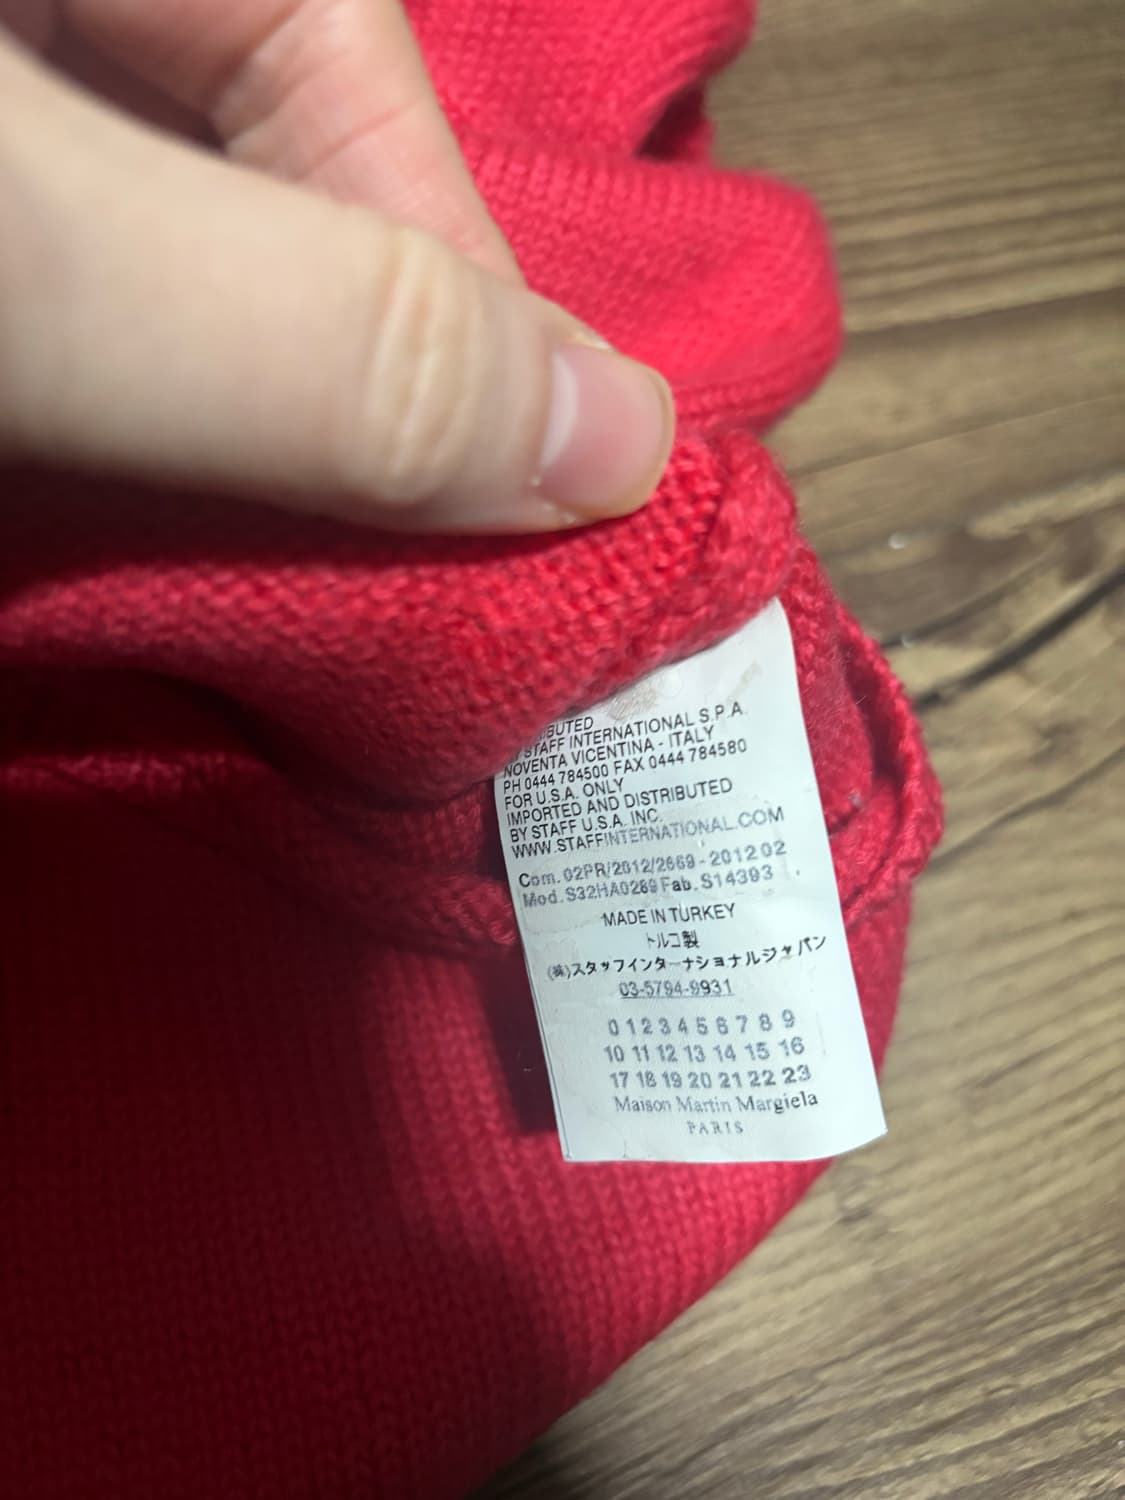 BUTED
STAFF INTERNATIONAL S.P.A.
NOVENTA VICENTINA - ITALY
PH 0444 784500 FAX 0444 784580
FOR U.S.A. ONLY
IMPORTED AND DISTRIBUTED
BY STAFF U.S.A. INC.
WWW.STAFFINTERNATIONAL.COM
Com. 02PR/2012/2669 - 2012 02
Mod. S32HA0289 Fab. S14393
MADE IN TURKEY
トルコ製
(株)スタッフインターナショナルジャパン
03-5794-9931
0 1 2 3 4 5 6 7 8 9
10 11 12 13 14 15 16
17 18 19 20 21 22 23
Maison Martin Margiela
PARIS